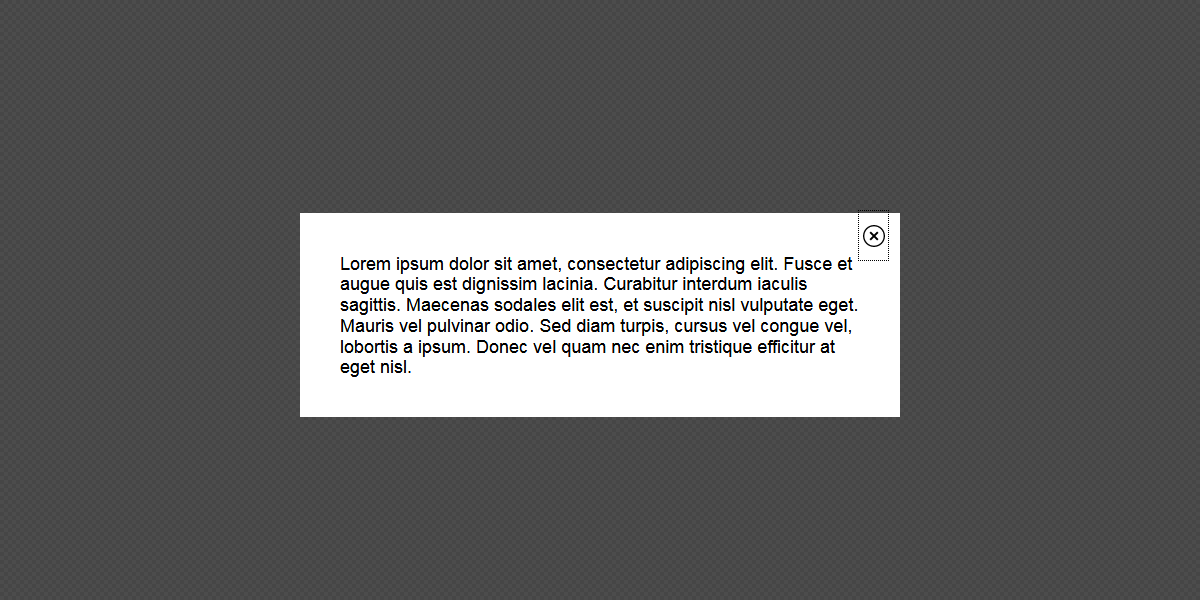 Lorem ipsum dolor sit amet, consectetur adipiscing elit. Fusce et
augue quis est dignissim lacinia. Curabitur interdum iaculis
sagittis. Maecenas sodales elit est, et suscipit nisl vulputate eget.
Mauris vel pulvinar odio. Sed diam turpis, cursus vel congue vel,
lobortis a ipsum. Donec vel quam nec enim tristique efficitur at
eget nisl.